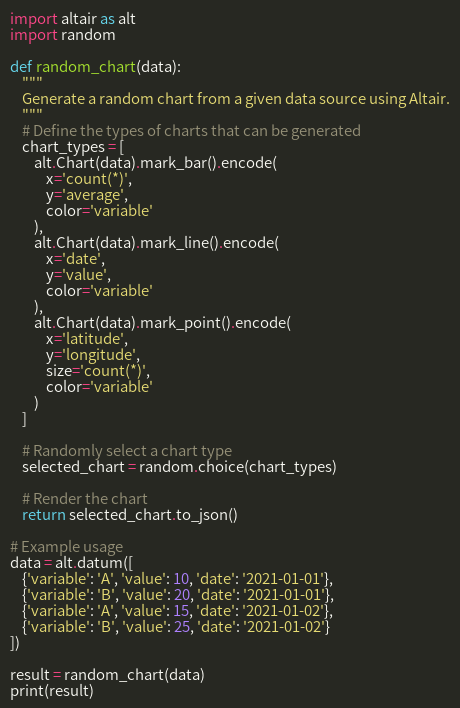 import altair as alt
import random

def random_chart(data):
    """
    Generate a random chart from a given data source using Altair.
    """
    # Define the types of charts that can be generated
    chart_types = [
        alt.Chart(data).mark_bar().encode(
            x='count(*)',
            y='average',
            color='variable'
        ),
        alt.Chart(data).mark_line().encode(
            x='date',
            y='value',
            color='variable'
        ),
        alt.Chart(data).mark_point().encode(
            x='latitude',
            y='longitude',
            size='count(*)',
            color='variable'
        )
    ]

    # Randomly select a chart type
    selected_chart = random.choice(chart_types)

    # Render the chart
    return selected_chart.to_json()

# Example usage
data = alt.datum([
    {'variable': 'A', 'value': 10, 'date': '2021-01-01'},
    {'variable': 'B', 'value': 20, 'date': '2021-01-01'},
    {'variable': 'A', 'value': 15, 'date': '2021-01-02'},
    {'variable': 'B', 'value': 25, 'date': '2021-01-02'}
])

result = random_chart(data)
print(result)